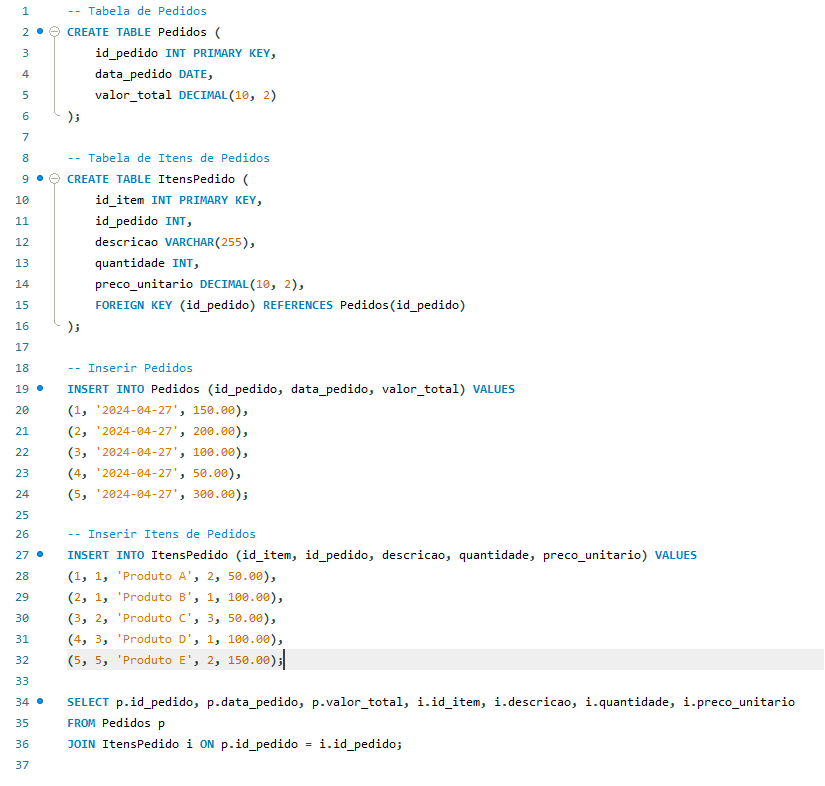 1 -- Tabela de Pedidos
2 CREATE TABLE Pedidos (
3 id_pedido INT PRIMARY KEY,
4 data_pedido DATE,
5 valor_total DECIMAL(10, 2)
6 );
7
8 -- Tabela de Itens de Pedidos
9 CREATE TABLE ItensPedido (
10 id_item INT PRIMARY KEY,
11 id_pedido INT,
12 descricao VARCHAR(255),
13 quantidade INT,
14 preco_unitario DECIMAL(10, 2),
15 FOREIGN KEY (id_pedido) REFERENCES Pedidos(id_pedido)
16 );
17
18 -- Inserir Pedidos
19 INSERT INTO Pedidos (id_pedido, data_pedido, valor_total) VALUES
20 (1, '2024-04-27', 150.00),
21 (2, '2024-04-27', 200.00),
22 (3, '2024-04-27', 100.00),
23 (4, '2024-04-27', 50.00),
24 (5, '2024-04-27', 300.00);
25
26 -- Inserir Itens de Pedidos
27 INSERT INTO ItensPedido (id_item, id_pedido, descricao, quantidade, preco_unitario) VALUES
28 (1, 1, 'Produto A', 2, 50.00),
29 (2, 1, 'Produto B', 1, 100.00),
30 (3, 2, 'Produto C', 3, 50.00),
31 (4, 3, 'Produto D', 1, 100.00),
32 (5, 5, 'Produto E', 2, 150.00);
33
34 SELECT p.id_pedido, p.data_pedido, p.valor_total, i.id_item, i.descricao, i.quantidade, i.preco_unitario
35 FROM Pedidos p
36 JOIN ItensPedido i ON p.id_pedido = i.id_pedido;
37